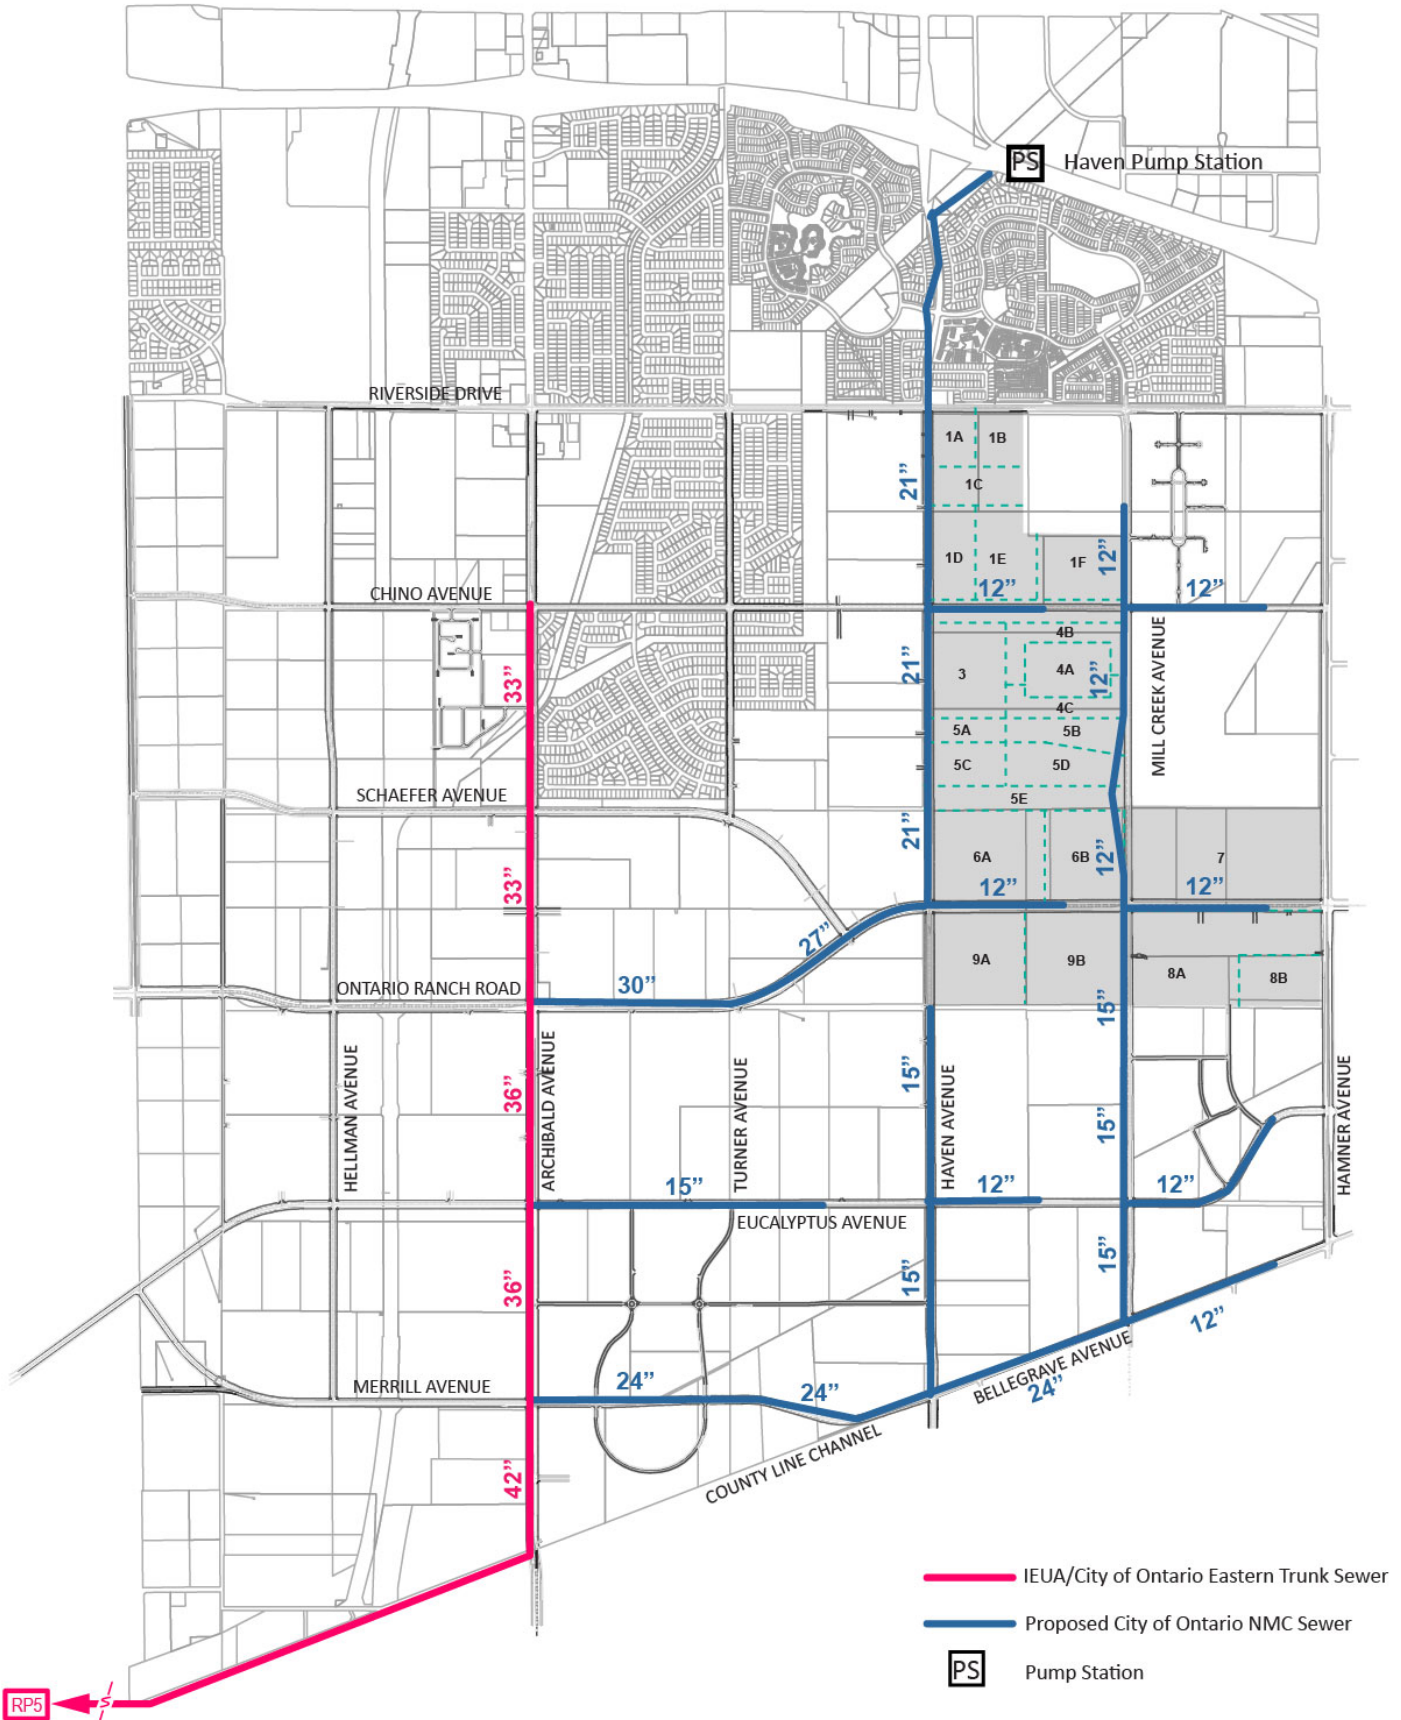 PS Haven Pump Station
RIVERSIDE DRIVE
1A
1B
21”
1C
1D
1E
1F
12”
CHINO AVENUE
12”
12”
4B
33”
21”
3
4A
12”
MILL CREEK AVENUE
4C
5A
5B
5C
5D
SCHAEFER AVENUE
5E
21”
6A
6B
12”
7
33”
12”
12”
27”
9A
9B
8A
8B
ONTARIO RANCH ROAD
30”
15”
HELLMAN AVENUE
ARCHIBALD AVENUE
36”
TURNER AVENUE
15”
HAVEN AVENUE
15”
HAMNER AVENUE
15”
12”
12”
EUCALYPTUS AVENUE
36”
15”
15”
12”
MERRILL AVENUE
24”
24”
BELLEGRAVE AVENUE
24”
COUNTY LINE CHANNEL
42”
IEUA/City of Ontario Eastern Trunk Sewer
Proposed City of Ontario NMC Sewer
PS Pump Station
RP5